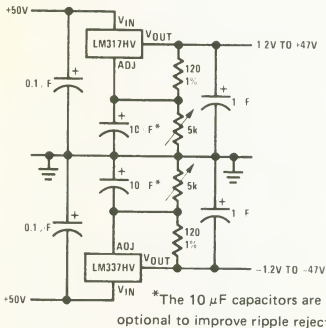 +50V
VIN
LM317HV
VOUT
1 2V TO +47V
ADJ
120
1%
0.1 F
10 F*
5k
1 F
10 F*
5k
1 F
0.1 F
120
1%
ADJ
LM337HV
VOUT
–1.2V TO –47V
VIN
+50V
*The 10 μF capacitors are
optional to improve ripple reject